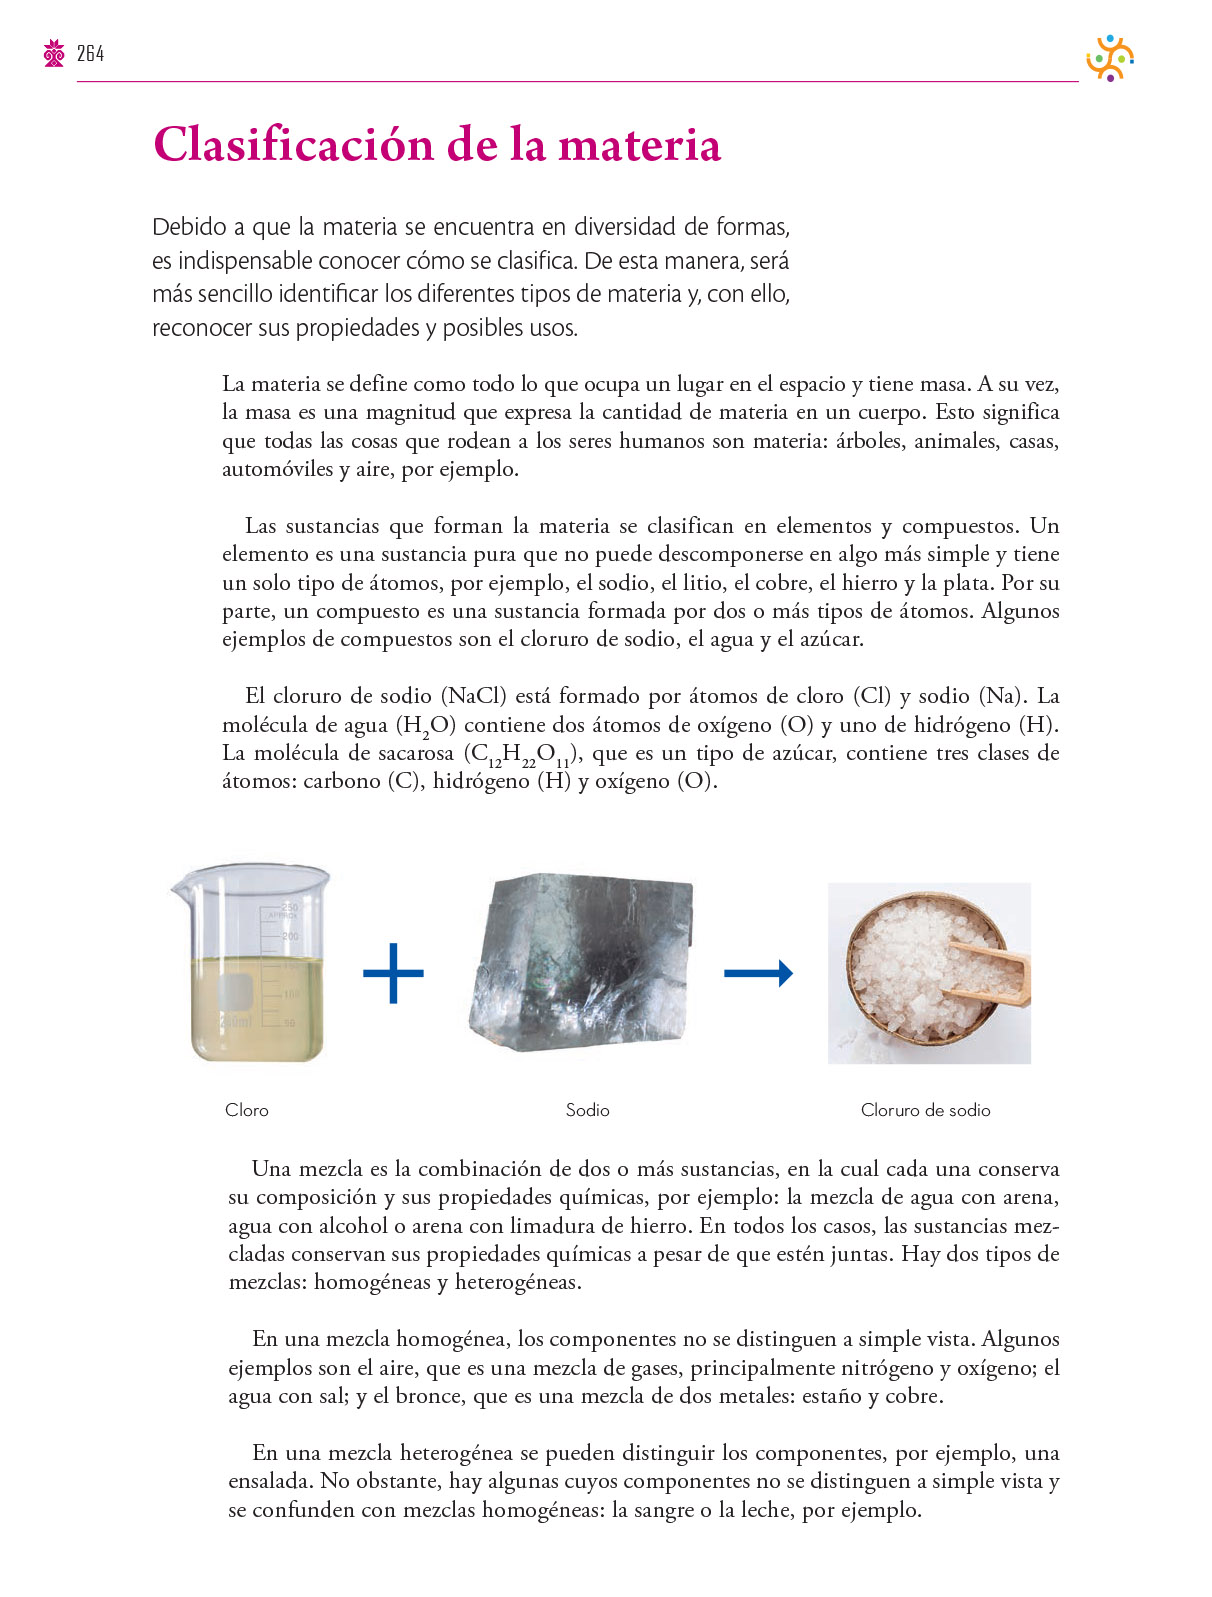 264
Clasificación de la materia
Debido a que la materia se encuentra en diversidad de formas,
es indispensable conocer cómo se clasifica. De esta manera, será
más sencillo identificar los diferentes tipos de materia y, con ello,
reconocer sus propiedades y posibles usos.
La materia se define como todo lo que ocupa un lugar en el espacio y tiene masa. A su vez,
la masa es una magnitud que expresa la cantidad de materia en un cuerpo. Esto significa
que todas las cosas que rodean a los seres humanos son materia: árboles, animales, casas,
automóviles y aire, por ejemplo.
Las sustancias que forman la materia se clasifican en elementos y compuestos. Un
elemento es una sustancia pura que no puede descomponerse en algo más simple y tiene
un solo tipo de átomos, por ejemplo, el sodio, el litio, el cobre, el hierro y la plata. Por su
parte, un compuesto es una sustancia formada por dos o más tipos de átomos. Algunos
ejemplos de compuestos son el cloruro de sodio, el agua y el azúcar.
El cloruro de sodio (NaCl) está formado por átomos de cloro (Cl) y sodio (Na). La
molécula de agua (H₂O) contiene dos átomos de oxígeno (O) y uno de hidrógeno (H).
La molécula de sacarosa (C₁₂H₂₂O₁₁), que es un tipo de azúcar, contiene tres clases de
átomos: carbono (C), hidrógeno (H) y oxígeno (O).
250
APPROX
200
100
50
Cloro
Sodio
Cloruro de sodio
Una mezcla es la combinación de dos o más sustancias, en la cual cada una conserva
su composición y sus propiedades químicas, por ejemplo: la mezcla de agua con arena,
agua con alcohol o arena con limadura de hierro. En todos los casos, las sustancias mez-
cladas conservan sus propiedades químicas a pesar de que estén juntas. Hay dos tipos de
mezclas: homogéneas y heterogéneas.
En una mezcla homogénea, los componentes no se distinguen a simple vista. Algunos
ejemplos son el aire, que es una mezcla de gases, principalmente nitrógeno y oxígeno; el
agua con sal; y el bronce, que es una mezcla de dos metales: estaño y cobre.
En una mezcla heterogénea se pueden distinguir los componentes, por ejemplo, una
ensalada. No obstante, hay algunas cuyos componentes no se distinguen a simple vista y
se confunden con mezclas homogéneas: la sangre o la leche, por ejemplo.